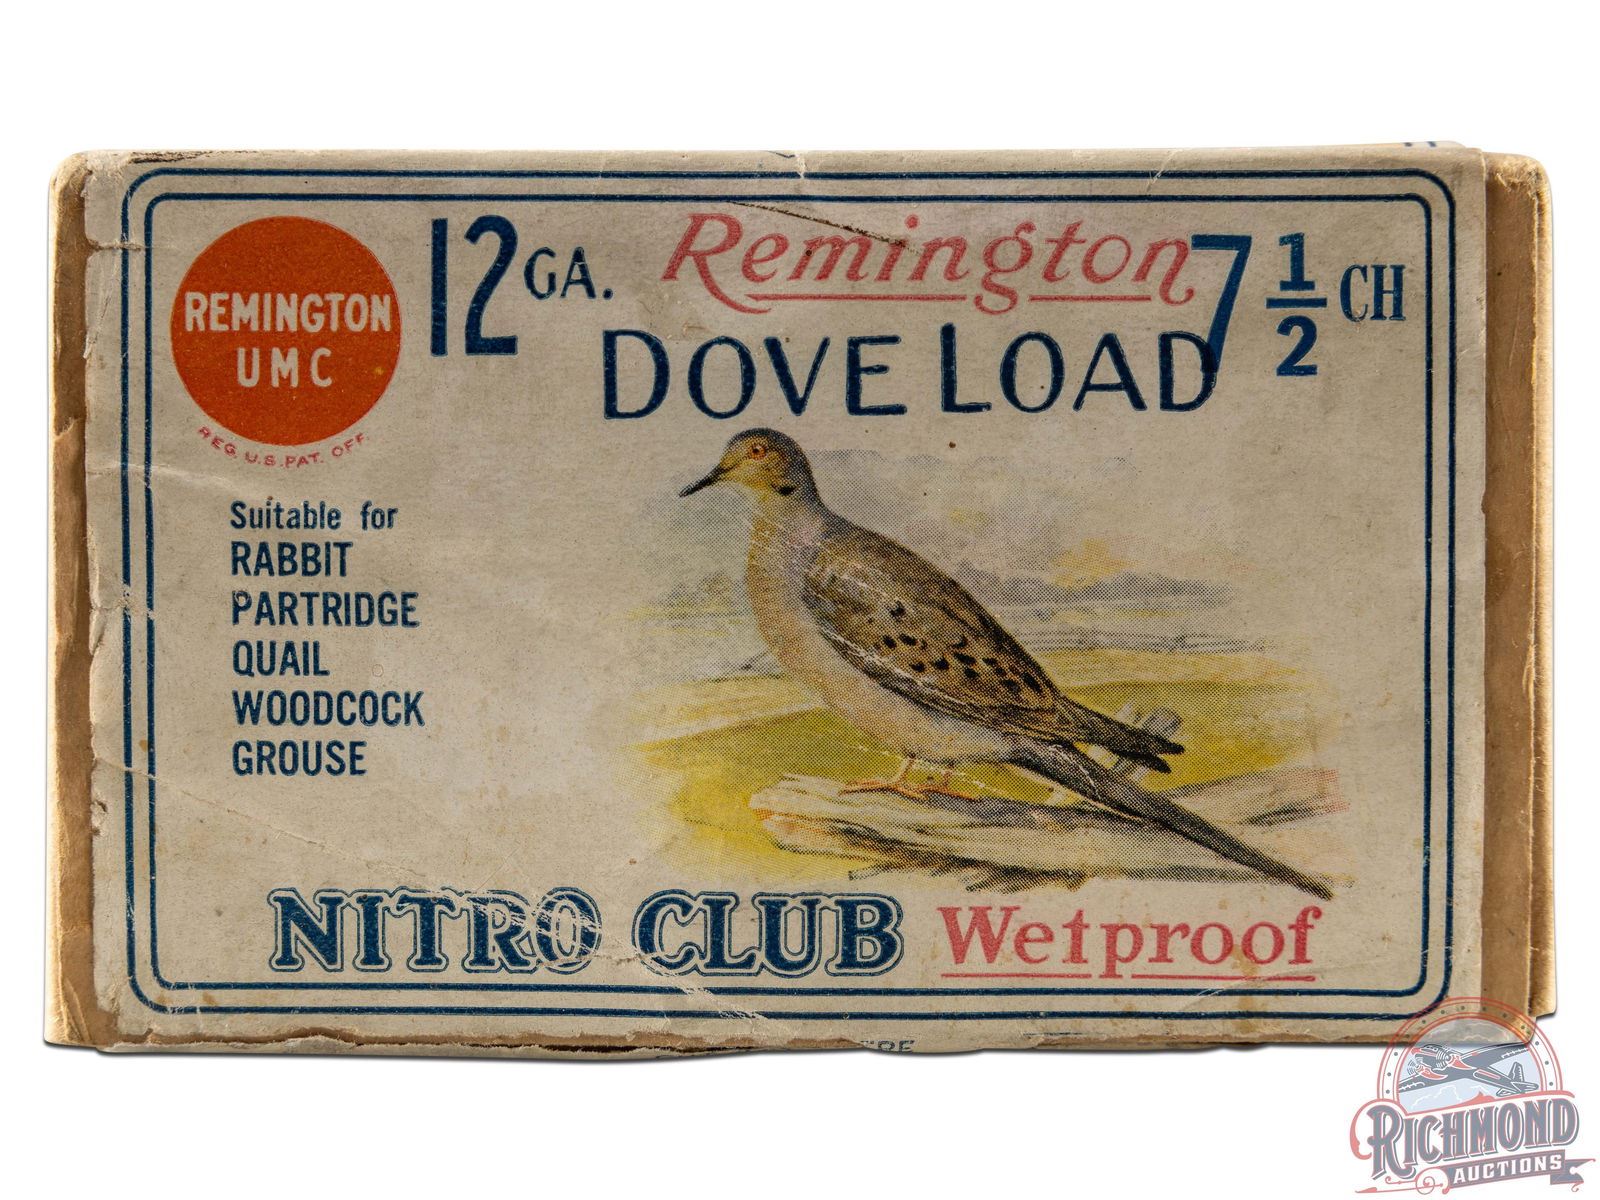 REMINGTON
UMC
REG. U.S. PAT. OFF.
12 GA.
Remington
DOVE LOAD
7 1/2 CH
Suitable for
RABBIT
PARTRIDGE
QUAIL
WOODCOCK
GROUSE
NITRO CLUB Wetproof
RICHMOND
AUCTIONS